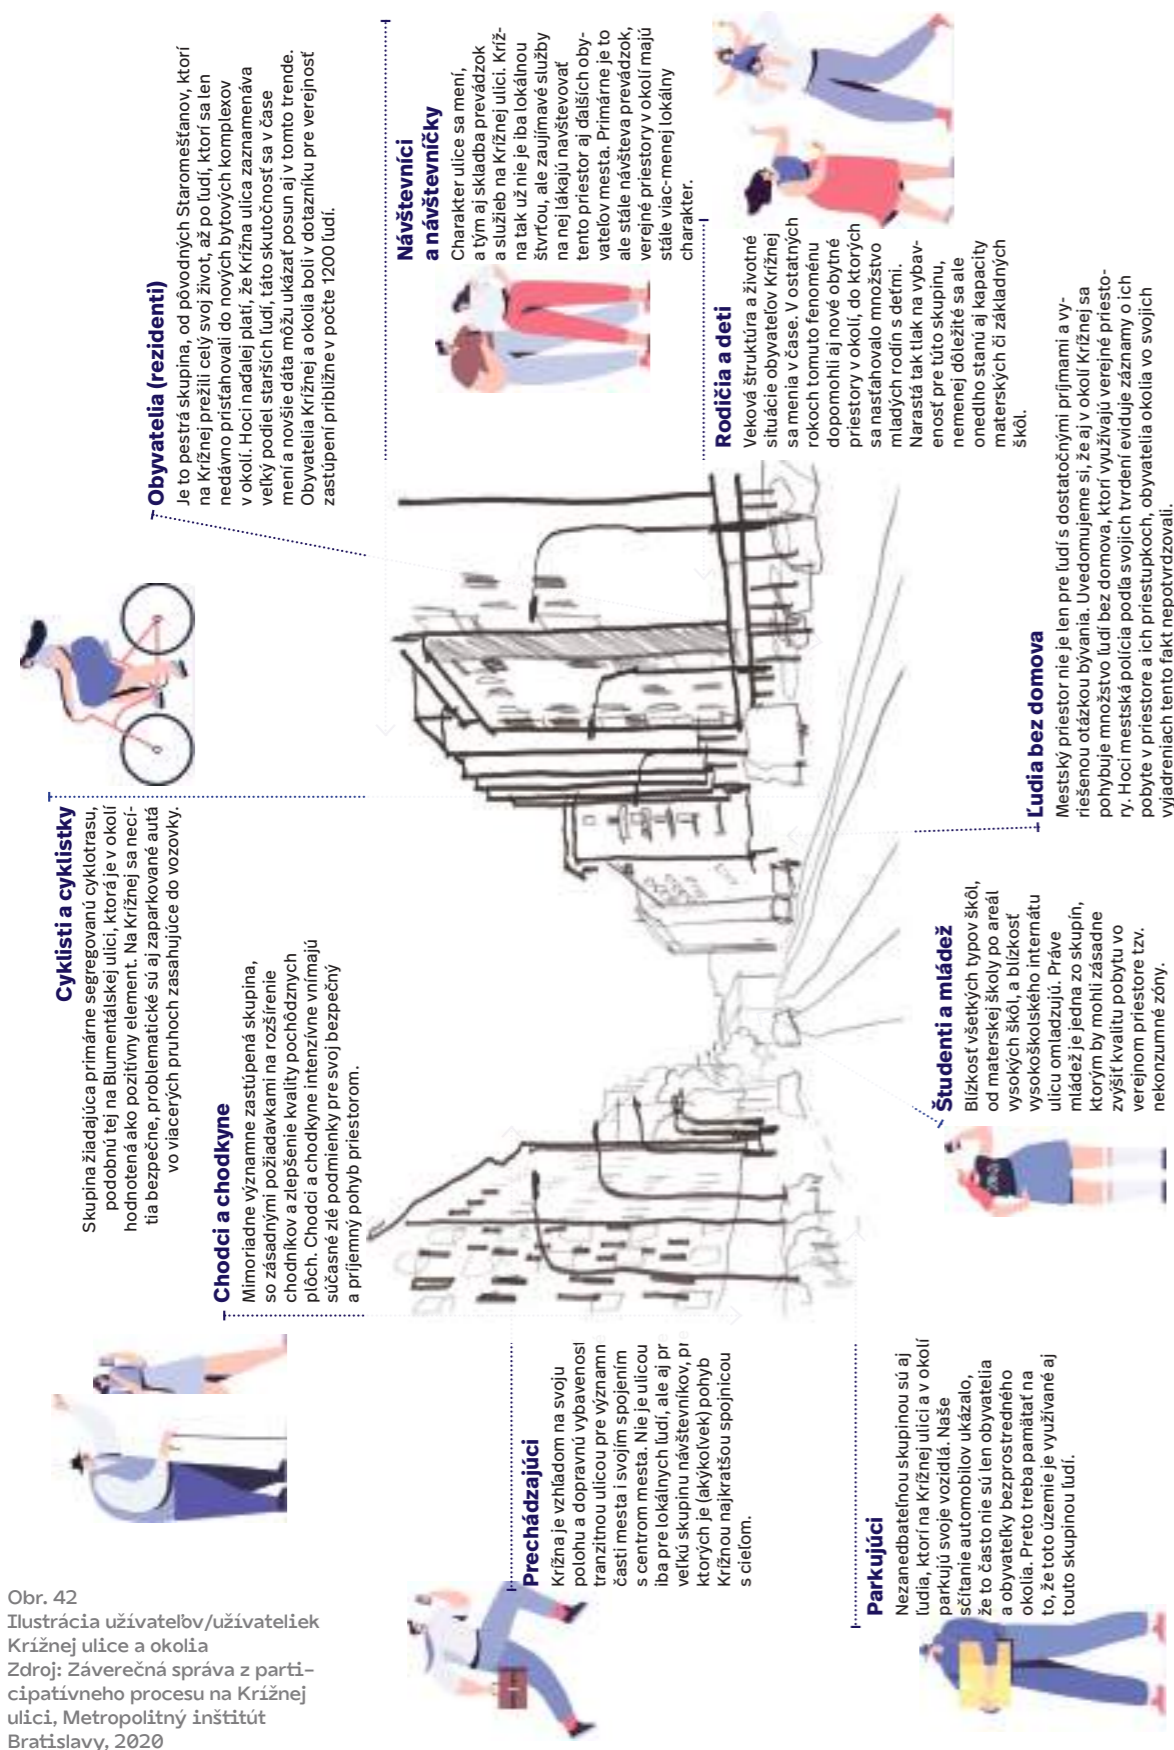 Obr. 42
Ilustrácia užívateľov/užívateliek
Krížnej ulice a okolia
Zdroj: Záverečná správa z parti-
cipatívneho procesu na Krížnej
ulici, Metropolitný inštitút
Bratislavy, 2020
Cyklisti a cyklistky
Skupina žiadajúca primárne segregovanú cyklotrasu,
podobnú tej na Blumentálskej ulici, ktorá je v okolí
hodnotená ako pozitívny element. Na Krížnej sa necí-
tia bezpečne, problematické sú aj zaparkované autá
vo viacerých pruhoch zasahujúce do vozovky.
Obyvatelia (rezidenti)
Je to pestrá skupina, od pôvodných Staromešťanov, ktorí
na Krížnej prežili celý svoj život, až po ľudí, ktorí sa len
nedávno prisťahovali do nových bytových komplexov
v okolí. Hoci naďalej platí, že Krížna ulica zaznamenáva
veľký podiel starších ľudí, táto skutočnosť sa v čase
mení a novšie dáta môžu ukázať posun aj v tomto trende.
Obyvatelia Krížnej a okolia boli v dotazníku pre verejnosť
zastúpení približne v počte 1200 ľudí.
Chodci a chodkyne
Mimoriadne významne zastúpená skupina,
so zásadnými požiadavkami na rozšírenie
chodníkov a zlepšenie kvality pochôdznych
plôch. Chodci a chodkyne intenzívne vnímajú
súčasné zlé podmienky pre svoj bezpečný
a príjemný pohyb priestorom.
Návštevníci
a návštevníčky
Charakter ulice sa mení,
a tým aj skladba prevádzok
a služieb na Krížnej ulici. Kríž-
na tak už nie je iba lokálnou
štvrťou, ale zaujímavé služby
na nej lákajú navštevovať
tento priestor aj ďalších oby-
vateľov mesta. Primárne je to
ale stále návšteva prevádzok,
verejné priestory v okolí majú
stále viac-menej lokálny
charakter.
Prechádzajúci
Krížna je vzhľadom na svoju
polohu a dopravnú vybavenosť
tranzitnou ulicou pre významn
časti mesta i svojím spojením
s centrom mesta. Nie je ulicou
iba pre lokálnych ľudí, ale aj pr
veľkú skupinu návštevníkov, pr
ktorých je (akýkoľvek) pohyb
Krížnou najkratšou spojnicou
s cieľom.
Rodičia a deti
Veková štruktúra a životné
situácie obyvateľov Krížnej
sa menia v čase. V ostatných
rokoch tomuto fenoménu
dopomohli aj nové obytné
priestory v okolí, do ktorých
sa nasťahovalo množstvo
mladých rodín s deťmi.
Narastá tak tlak na vybav-
enosť pre túto skupinu,
nemenej dôležité sa ale
onedlho stanú aj kapacity
materských či základných
škôl.
Parkujúci
Nezanedbateľnou skupinou sú aj
ľudia, ktorí na Krížnej ulici a v okolí
parkujú svoje vozidlá. Naše
sčítanie automobilov ukázalo,
že to často nie sú len obyvatelia
a obyvateľky bezprostredného
okolia. Preto treba pamätať na
to, že toto územie je využívané aj
touto skupinou ľudí.
Študenti a mládež
Blízkosť všetkých typov škôl,
od materskej školy po areál
vysokých škôl, a blízkosť
vysokoškolského internátu
ulicu omladzujú. Práve
mládež je jedna zo skupín,
ktorým by mohli zásadne
zvýšiť kvalitu pobytu vo
verejnom priestore tzv.
nekonzumné zóny.
Ľudia bez domova
Mestský priestor nie je len pre ľudí s dostatočnými príjmami a vy-
riešenou otázkou bývania. Uvedomujeme si, že aj v okolí Krížnej sa
pohybuje množstvo ľudí bez domova, ktorí využívajú verejné priesto-
ry. Hoci mestská polícia podľa svojich tvrdení eviduje záznamy o ich
pobyte v priestore a ich priestupkoch, obyvatelia okolia vo svojich
vyjadreniach tento fakt nepotvrdzovali.